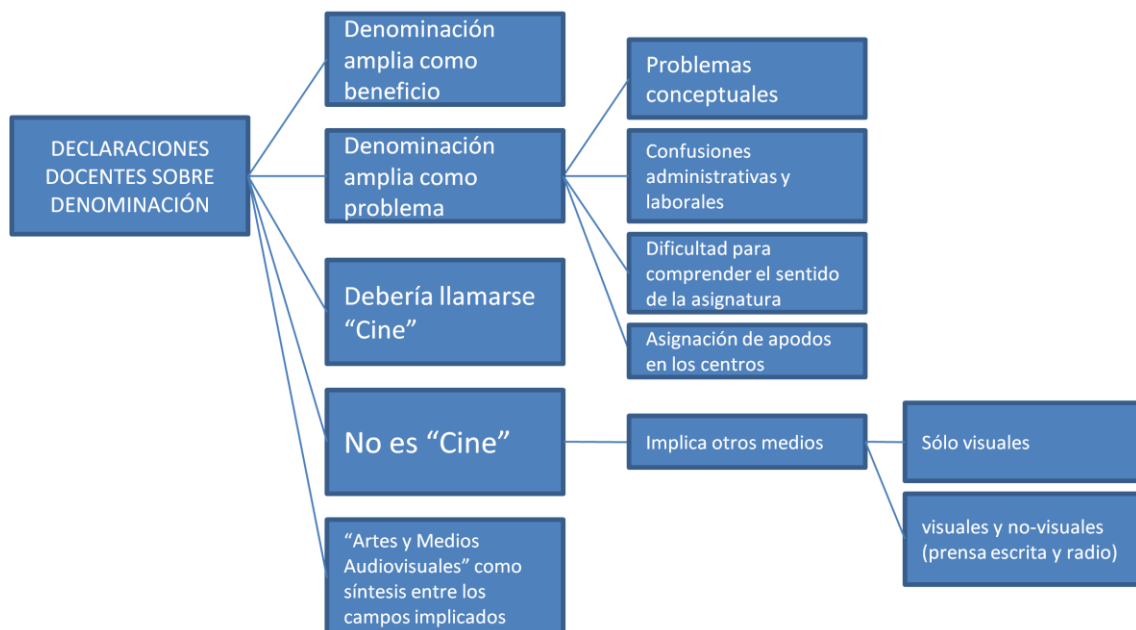 DECLARACIONES
DOCENTES SOBRE
DENOMINACIÓN
Denominación
amplia como
beneficio
Denominación
amplia como
problema
Debería llamarse
“Cine”
No es “Cine”
“Artes y Medios
Audiovisuales” como
síntesis entre los
campos implicados
Problemas
conceptuales
Confusiones
administrativas y
laborales
Dificultad para
comprender el sentido
de la asignatura
Asignación de apodos
en los centros
Implica otros medios
Sólo visuales
visuales y no-visuales
(prensa escrita y radio)